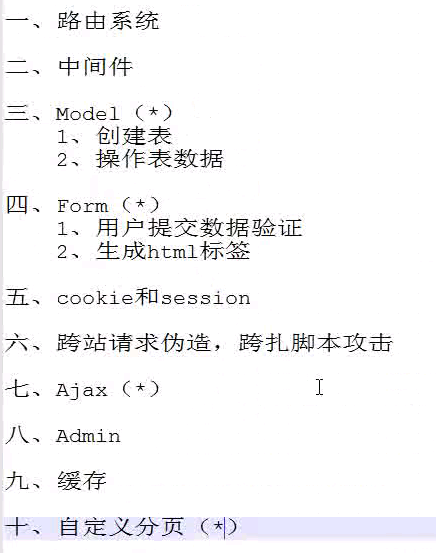 一、路由系统
二、中间件
三、Model（*）
1、创建表
2、操作表数据
四、Form（*）
1、用户提交数据验证
2、生成html标签
五、cookie和session
六、跨站请求伪造，跨扎脚本攻击
七、Ajax（*）
八、Admin
九、缓存
十、自定义分页（*）